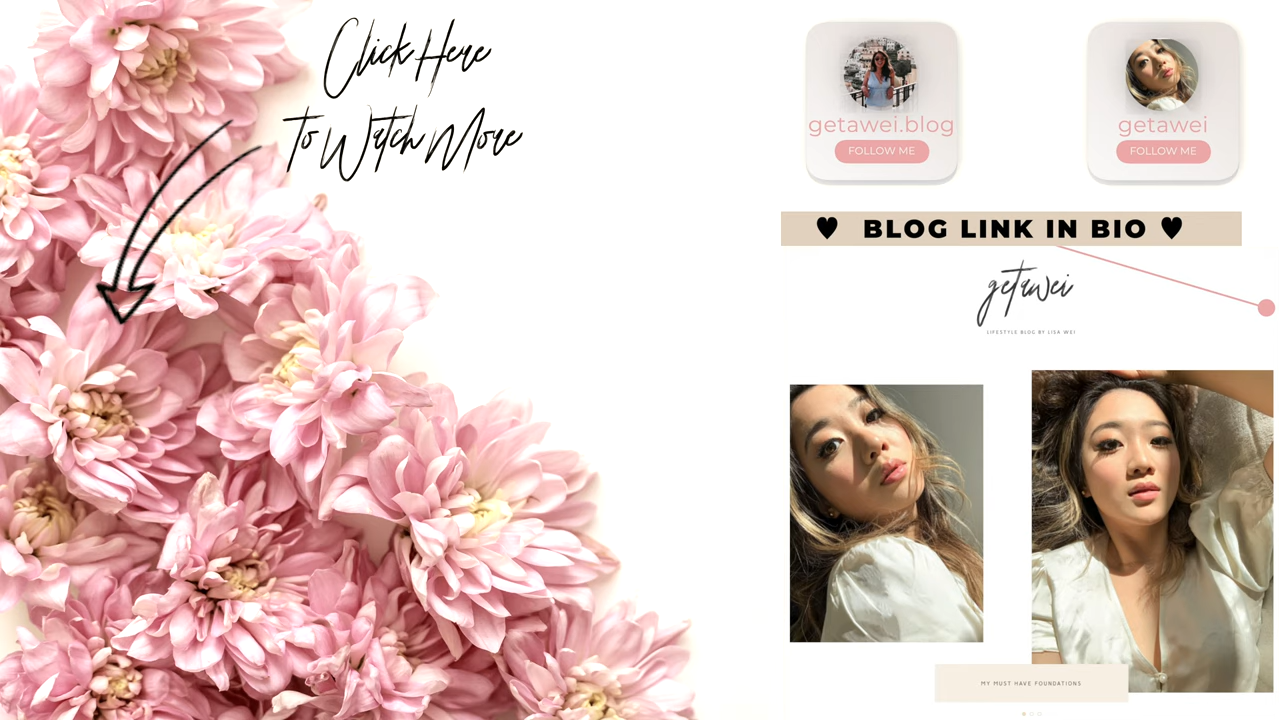 Click Here
To Watch More
getawei.blog
FOLLOW ME
getawei
FOLLOW ME
♥ BLOG LINK IN BIO ♥
getawei
LIFESTYLE BLOG BY LISA WEI
MY MUST HAVE FOUNDATIONS